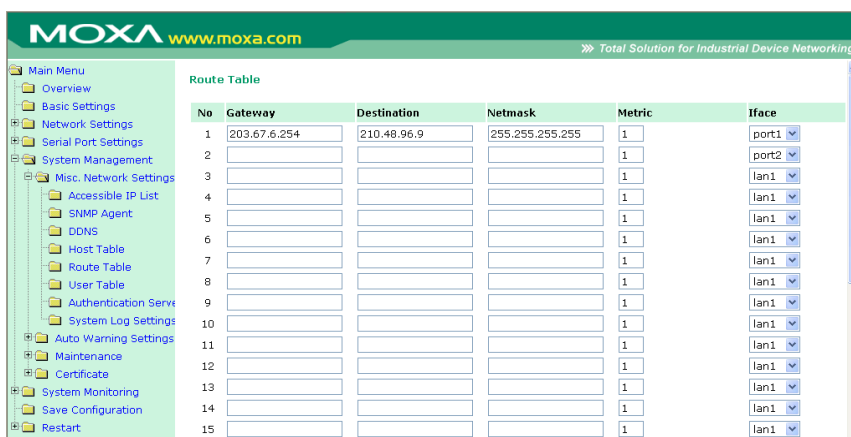 MOXA www.moxa.com
Total Solution for Industrial Device Networking
Main Menu
Overview
Basic Settings
Network Settings
Serial Port Settings
System Management
Misc. Network Settings
Accessible IP List
SNMP Agent
DDNS
Host Table
Route Table
User Table
Authentication Serve
System Log Settings
Auto Warning Settings
Maintenance
Certificate
System Monitoring
Save Configuration
Restart
Route Table
No Gateway Destination Netmask Metric Iface
1 203.67.6.254 210.48.96.9 255.255.255.255 1 port1
2 1 port2
3 1 lan1
4 1 lan1
5 1 lan1
6 1 lan1
7 1 lan1
8 1 lan1
9 1 lan1
10 1 lan1
11 1 lan1
12 1 lan1
13 1 lan1
14 1 lan1
15 1 lan1